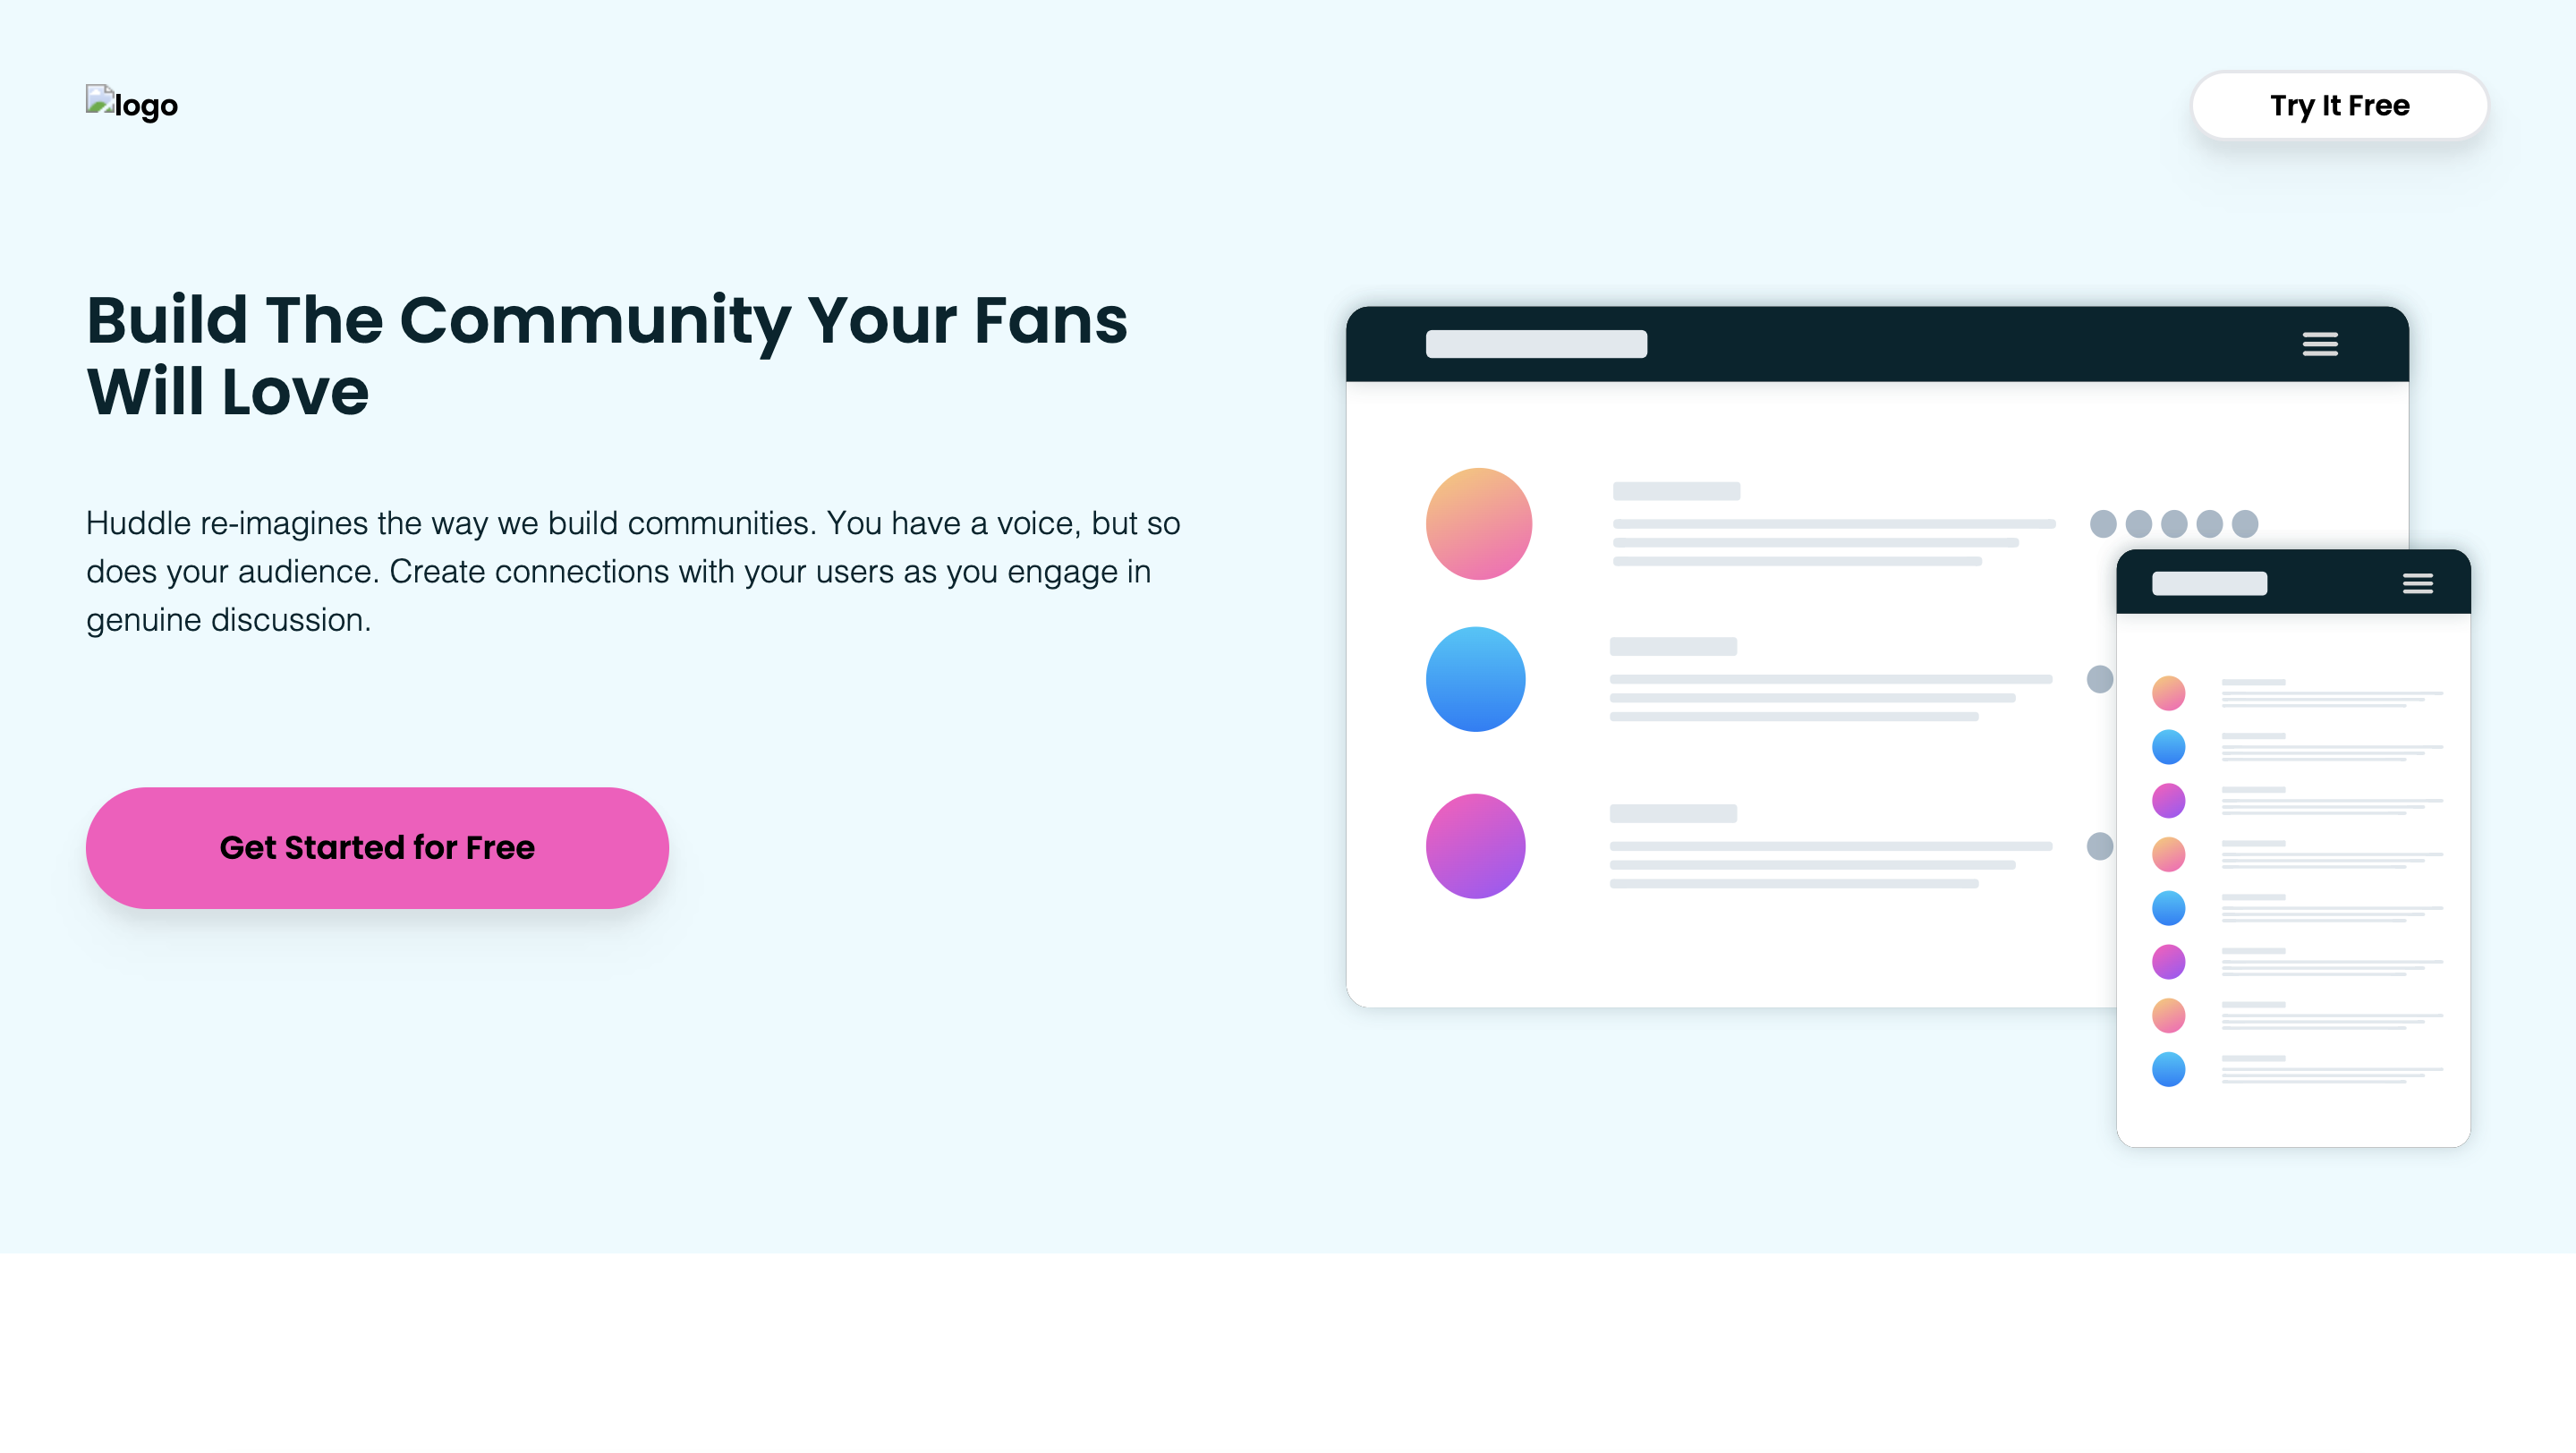 logo
Try It Free
Build The Community Your Fans
Will Love
Huddle re-imagines the way we build communities. You have a voice, but so
does your audience. Create connections with your users as you engage in
genuine discussion.
Get Started for Free